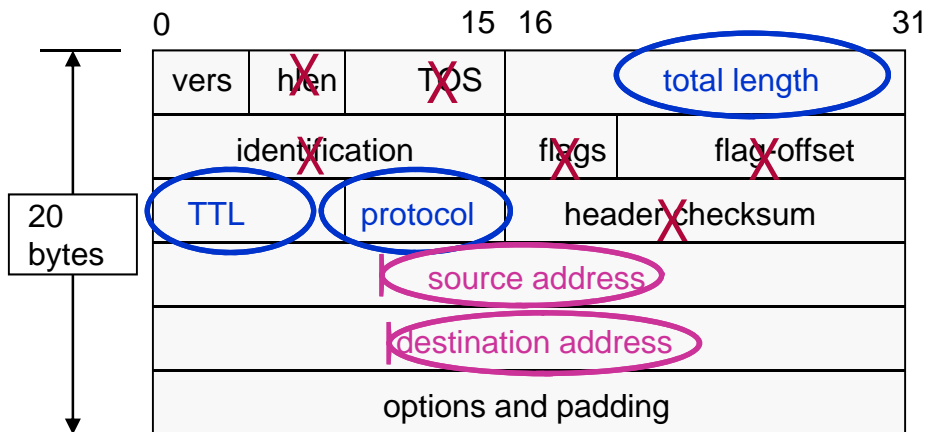 0 15 16 31
vers hlen TOS total length
identification flags flag-offset
20 bytes
TTL protocol header checksum
source address
destination address
options and padding